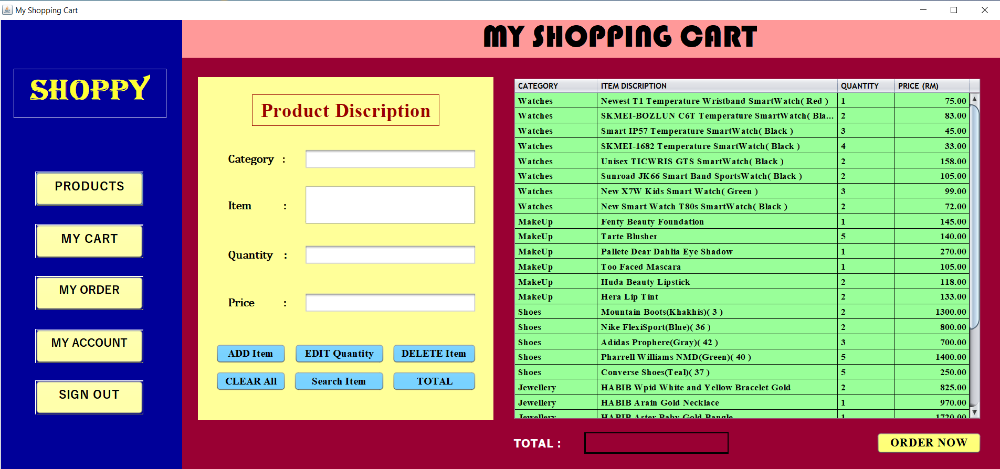 My Shopping Cart
MY SHOPPING CART
SHOPPY
PRODUCTS
MY CART
MY ORDER
MY ACCOUNT
SIGN OUT
Product Discription
Category :
Item :
Quantity :
Price :
ADD Item EDIT Quantity DELETE Item
CLEAR All Search Item TOTAL
CATEGORY ITEM DISCRIPTION QUANTITY PRICE (RM)
Watches Newest T1 Temperature Wristband SmartWatch( Red ) 1 75.00
Watches SKMEI-BOZLUN C6T Temperature SmartWatch( Bla... 2 83.00
Watches Smart IP57 Temperature SmartWatch( Black ) 3 45.00
Watches SKMEI-1682 Temperature SmartWatch( Black ) 4 33.00
Watches Unisex TICWRIS GTS SmartWatch( Black ) 2 158.00
Watches Sunroad JK66 Smart Band SportsWatch( Black ) 2 105.00
Watches New X7W Kids Smart Watch( Green ) 3 99.00
Watches New Smart Watch T80s SmartWatch( Black ) 2 72.00
MakeUp Fenty Beauty Foundation 1 145.00
MakeUp Tarte Blusher 5 140.00
MakeUp Pallete Dear Dahlia Eye Shadow 1 270.00
MakeUp Too Faced Mascara 1 105.00
MakeUp Huda Beauty Lipstick 2 118.00
MakeUp Hera Lip Tint 2 133.00
Shoes Mountain Boots(Khakhis)( 3 ) 2 1300.00
Shoes Nike FlexiSport(Blue)( 36 ) 2 800.00
Shoes Adidas Prophere(Gray)( 42 ) 3 700.00
Shoes Pharrell Williams NMD(Green)( 40 ) 5 1400.00
Shoes Converse Shoes(Teal)( 37 ) 5 250.00
Jewellery HABIB Wpid White and Yellow Bracelet Gold 2 825.00
Jewellery HABIB Arain Gold Necklace 1 970.00
Jewellery HABIB Aster Baby Gold Bangle 1 1720.00
TOTAL :
ORDER NOW